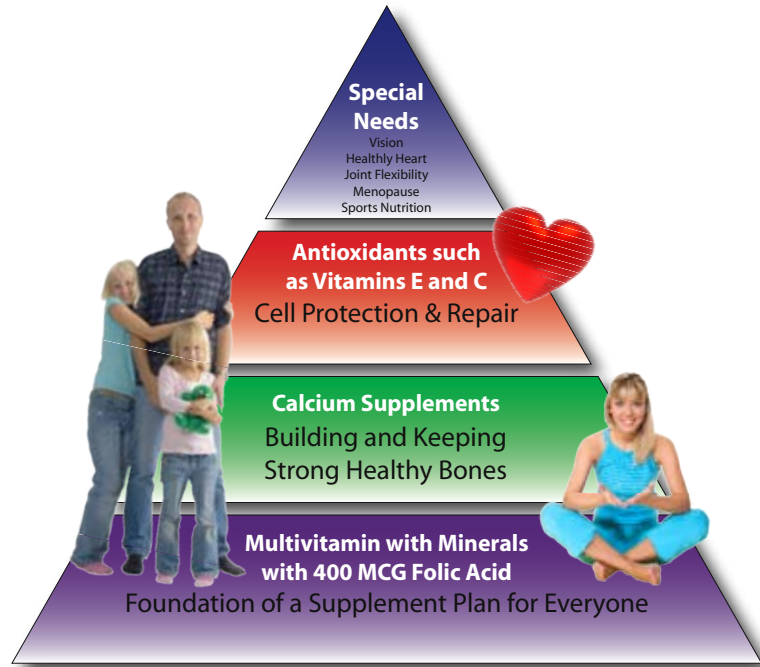 Special
Needs
Vision
Healthly Heart
Joint Flexibility
Menopause
Sports Nutrition
Antioxidants such
as Vitamins E and C
Cell Protection & Repair
Calcium Supplements
Building and Keeping
Strong Healthy Bones
Multivitamin with Minerals
with 400 MCG Folic Acid
Foundation of a Supplement Plan for Everyone